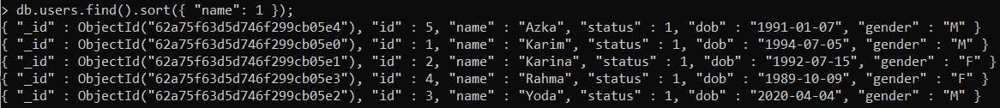 > db.users.find().sort({ "name": 1 });
{ "_id" : ObjectId("62a75f63d5d746f299cb05e4"), "id" : 5, "name" : "Azka", "status" : 1, "dob" : "1991-01-07", "gender" : "M" }
{ "_id" : ObjectId("62a75f63d5d746f299cb05e0"), "id" : 1, "name" : "Karim", "status" : 1, "dob" : "1994-07-05", "gender" : "M" }
{ "_id" : ObjectId("62a75f63d5d746f299cb05e1"), "id" : 2, "name" : "Karina", "status" : 1, "dob" : "1992-07-15", "gender" : "F" }
{ "_id" : ObjectId("62a75f63d5d746f299cb05e3"), "id" : 4, "name" : "Rahma", "status" : 1, "dob" : "1989-10-09", "gender" : "F" }
{ "_id" : ObjectId("62a75f63d5d746f299cb05e2"), "id" : 3, "name" : "Yoda", "status" : 1, "dob" : "2020-04-04", "gender" : "M" }